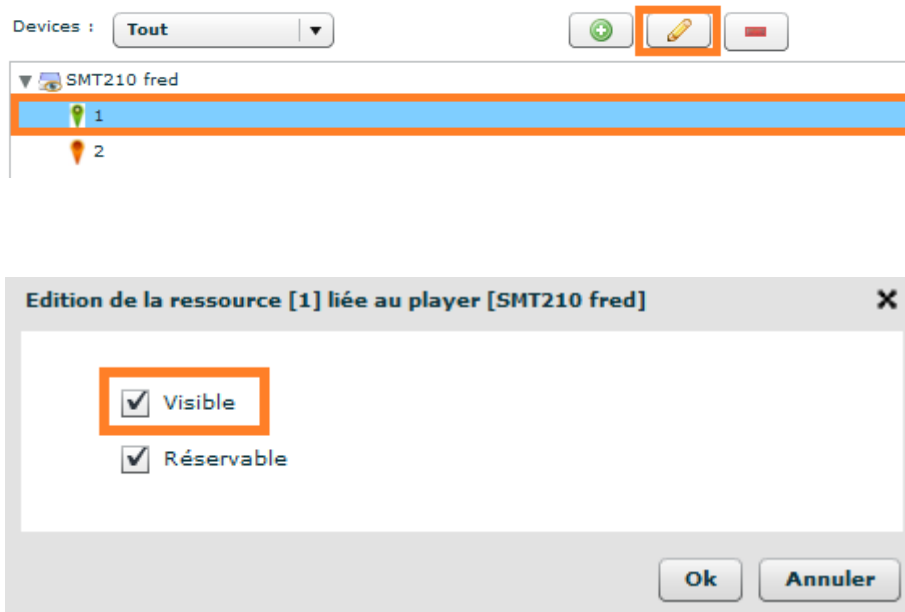 Devices : Tout
SMT210 fred
1
2
Edition de la ressource [1] liée au player [SMT210 fred]
Visible
Réservable
Ok Annuler